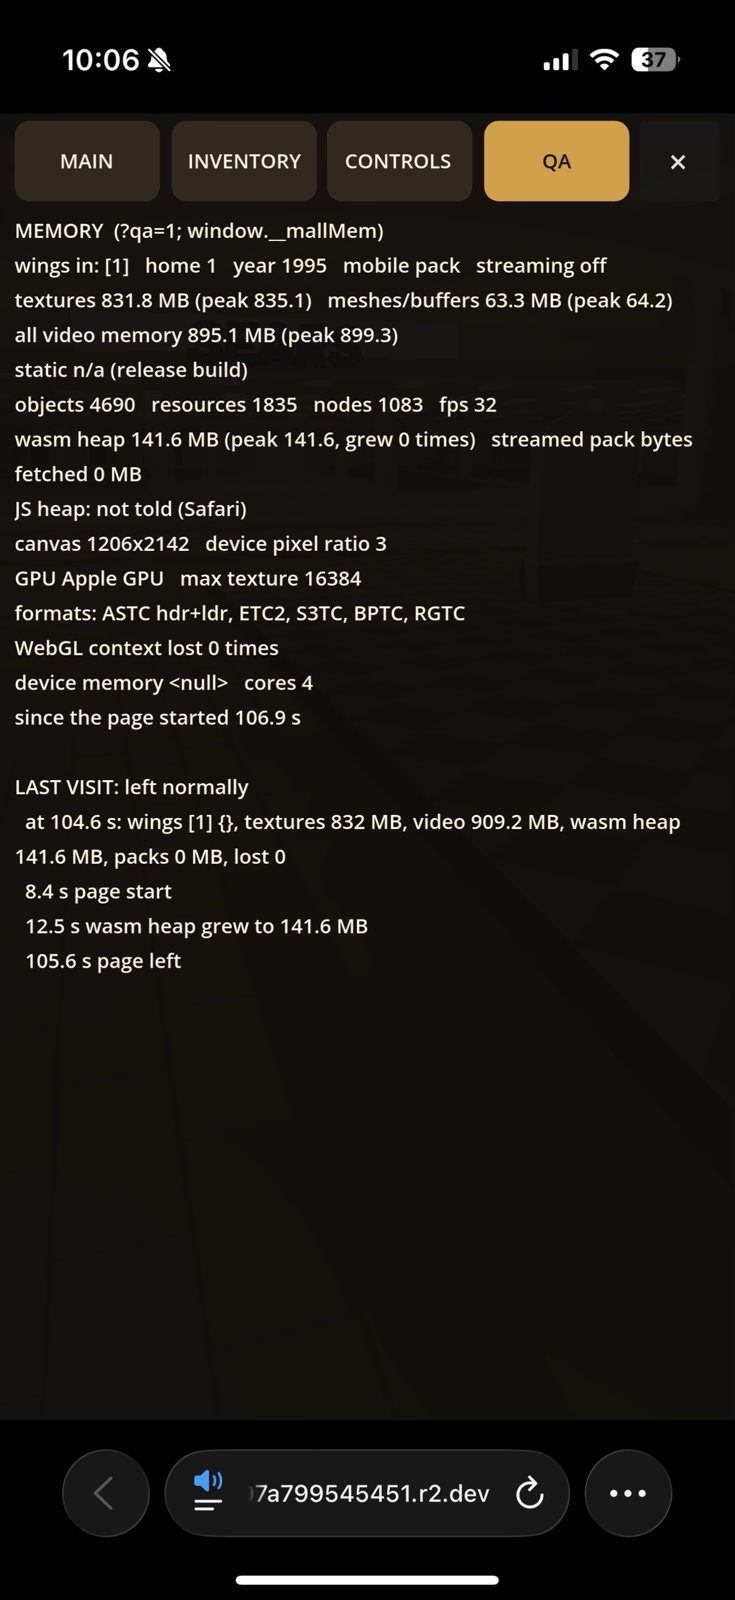 10:06
37
MAIN
INVENTORY
CONTROLS
QA
×
MEMORY (?qa=1; window.__mallMem)
wings in: [1] home 1 year 1995 mobile pack streaming off
textures 831.8 MB (peak 835.1) meshes/buffers 63.3 MB (peak 64.2)
all video memory 895.1 MB (peak 899.3)
static n/a (release build)
objects 4690 resources 1835 nodes 1083 fps 32
wasm heap 141.6 MB (peak 141.6, grew 0 times) streamed pack bytes
fetched 0 MB
JS heap: not told (Safari)
canvas 1206x2142 device pixel ratio 3
GPU Apple GPU max texture 16384
formats: ASTC hdr+ldr, ETC2, S3TC, BPTC, RGTC
WebGL context lost 0 times
device memory <null> cores 4
since the page started 106.9 s
LAST VISIT: left normally
at 104.6 s: wings [1] {}, textures 832 MB, video 909.2 MB, wasm heap
141.6 MB, packs 0 MB, lost 0
8.4 s page start
12.5 s wasm heap grew to 141.6 MB
105.6 s page left
7a799545451.r2.dev